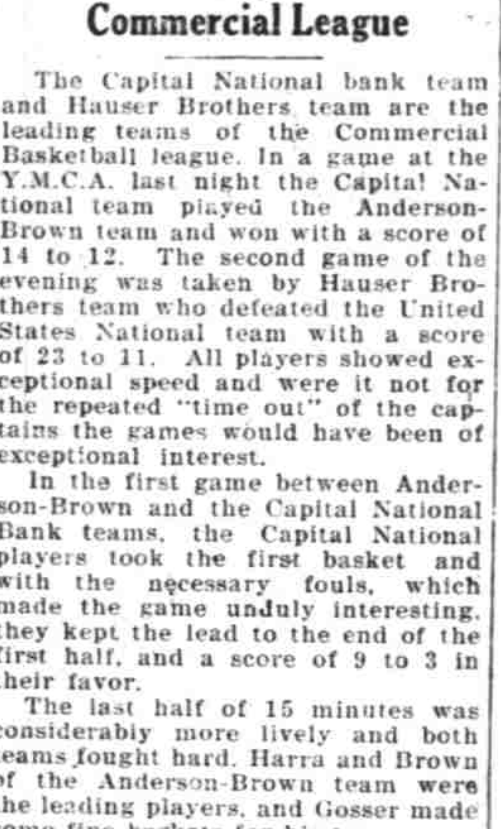 Commercial League
The Capital National bank team
and Hauser Brothers team are the
leading teams of the Commercial
Basketball league. In a game at the
Y.M.C.A. last night the Capital Na-
tional team played the Anderson-
Brown team and won with a score of
14 to 12. The second game of the
evening was taken by Hauser Bro-
thers team who defeated the United
States National team with a score
of 23 to 11. All players showed ex-
ceptional speed and were it not for
the repeated "time out" of the cap-
tains the games would have been of
exceptional interest.
In the first game between Ander-
son-Brown and the Capital National
Bank teams, the Capital National
players took the first basket and
with the necessary fouls, which
made the game unduly interesting,
they kept the lead to the end of the
first half, and a score of 9 to 3 in
their favor.
The last half of 15 minutes was
considerably more lively and both
teams fought hard. Harra and Brown
of the Anderson-Brown team were
the leading players, and Gosser made